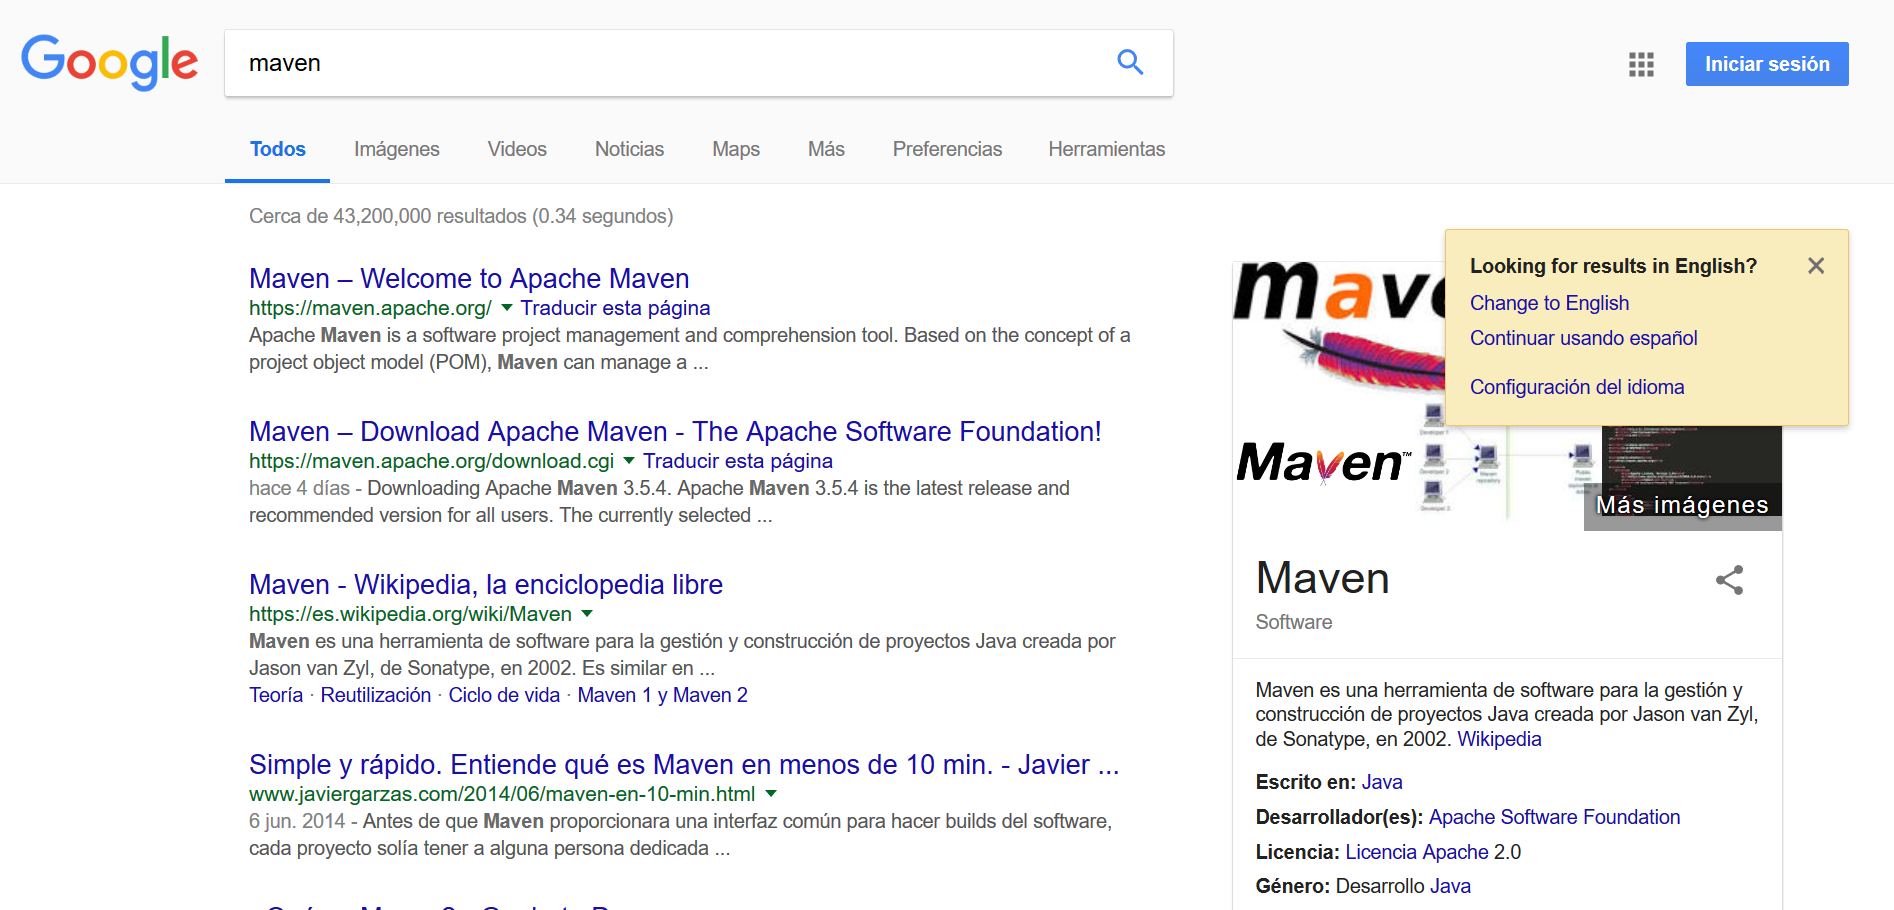 Google
maven
Iniciar sesión
Todos Imágenes Videos Noticias Maps Más Preferencias Herramientas
Cerca de 43,200,000 resultados (0.34 segundos)
Maven – Welcome to Apache Maven
https://maven.apache.org/ Traducir esta página
Apache Maven is a software project management and comprehension tool. Based on the concept of a
project object model (POM), Maven can manage a ...
Maven – Download Apache Maven - The Apache Software Foundation!
https://maven.apache.org/download.cgi Traducir esta página
hace 4 días - Downloading Apache Maven 3.5.4. Apache Maven 3.5.4 is the latest release and
recommended version for all users. The currently selected ...
Maven - Wikipedia, la enciclopedia libre
https://es.wikipedia.org/wiki/Maven
Maven es una herramienta de software para la gestión y construcción de proyectos Java creada por
Jason van Zyl, de Sonatype, en 2002. Es similar en ...
Teoría · Reutilización · Ciclo de vida · Maven 1 y Maven 2
Simple y rápido. Entiende qué es Maven en menos de 10 min. - Javier ...
www.javiergarzas.com/2014/06/maven-en-10-min.html
6 jun. 2014 - Antes de que Maven proporcionara una interfaz común para hacer builds del software,
cada proyecto solía tener a alguna persona dedicada ...
Looking for results in English?
Change to English
Continuar usando español
Configuración del idioma
Maven™
Más imágenes
Maven
Software
Maven es una herramienta de software para la gestión y
construcción de proyectos Java creada por Jason van Zyl,
de Sonatype, en 2002. Wikipedia
Escrito en: Java
Desarrollador(es): Apache Software Foundation
Licencia: Licencia Apache 2.0
Género: Desarrollo Java